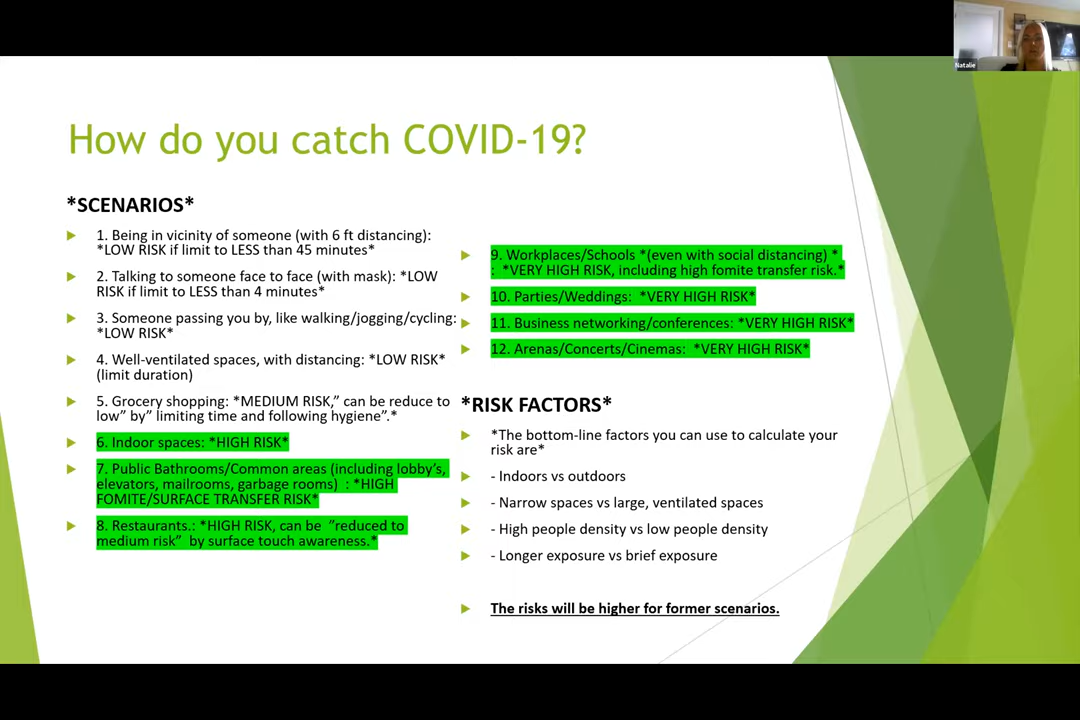 Natalie
How do you catch COVID-19?
*SCENARIOS*
1. Being in vicinity of someone (with 6 ft distancing):
*LOW RISK if limit to LESS than 45 minutes*
2. Talking to someone face to face (with mask): *LOW
RISK if limit to LESS than 4 minutes*
3. Someone passing you by, like walking/jogging/cycling:
*LOW RISK*
4. Well-ventilated spaces, with distancing: *LOW RISK*
(limit duration)
5. Grocery shopping: *MEDIUM RISK,” can be reduce to
low” by” limiting time and following hygiene”.*
6. Indoor spaces: *HIGH RISK*
7. Public Bathrooms/Common areas (including lobby’s,
elevators, mailrooms, garbage rooms)  : *HIGH
FOMITE/SURFACE TRANSFER RISK*
8. Restaurants.: *HIGH RISK, can be  ”reduced to
medium risk”  by surface touch awareness.*
9. Workplaces/Schools *(even with social distancing) *
:  *VERY HIGH RISK, including high fomite transfer risk.*
10. Parties/Weddings:  *VERY HIGH RISK*
11. Business networking/conferences: *VERY HIGH RISK*
12. Arenas/Concerts/Cinemas:  *VERY HIGH RISK*
*RISK FACTORS*
*The bottom-line factors you can use to calculate your
risk are*
- Indoors vs outdoors
- Narrow spaces vs large, ventilated spaces
- High people density vs low people density
- Longer exposure vs brief exposure
The risks will be higher for former scenarios.